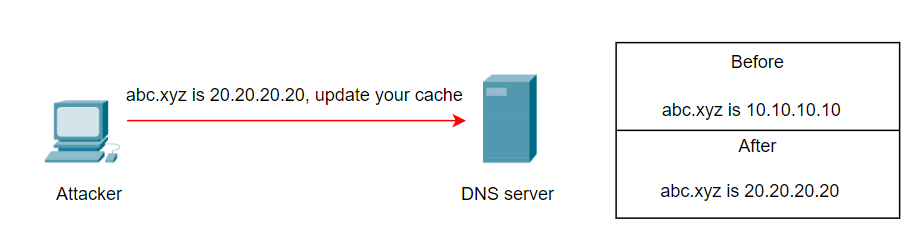 abc.xyz is 20.20.20.20, update your cache
Attacker
DNS server
Before
abc.xyz is 10.10.10.10
After
abc.xyz is 20.20.20.20